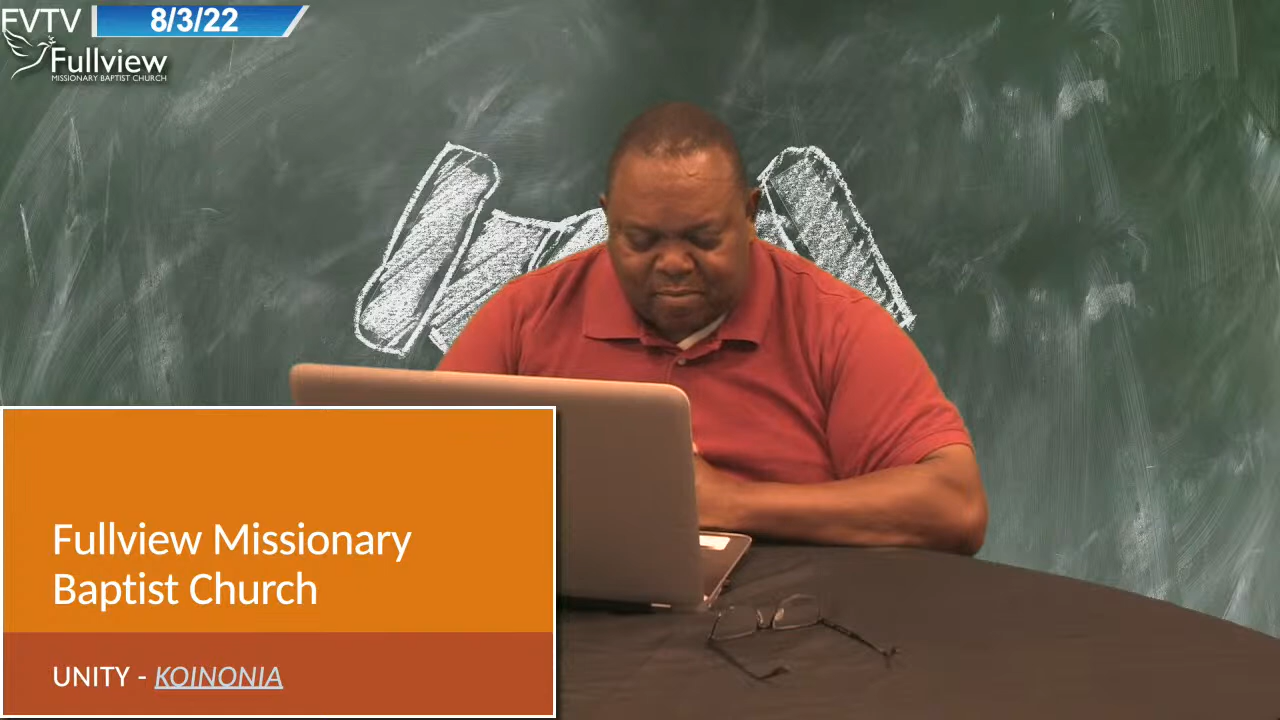 FVTV
8/3/22
Fullview
MISSIONARY BAPTIST CHURCH
Fullview Missionary
Baptist Church
UNITY - KOINONIA